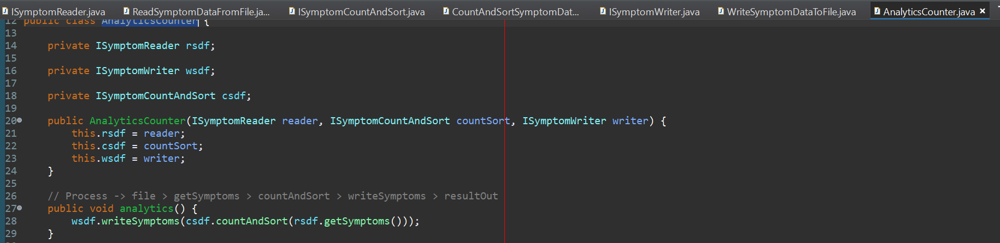 ISymptomReader.java ReadSymptomDataFromFile.ja... ISymptomCountAndSort.java CountAndSortSymptomDat... ISymptomWriter.java WriteSymptomDataToFile.java AnalyticsCounter.java ×
12 public class AnalyticsCounter {
13
14 private ISymptomReader rsdf;
15
16 private ISymptomWriter wsdf;
17
18 private ISymptomCountAndSort csdf;
19
20 public AnalyticsCounter(ISymptomReader reader, ISymptomCountAndSort countSort, ISymptomWriter writer) {
21 this.rsdf = reader;
22 this.csdf = countSort;
23 this.wsdf = writer;
24 }
25
26 // Process -> file > getSymptoms > countAndSort > writeSymptoms > resultOut
27 public void analytics() {
28 wsdf.writeSymptoms(csdf.countAndSort(rsdf.getSymptoms()));
29 }